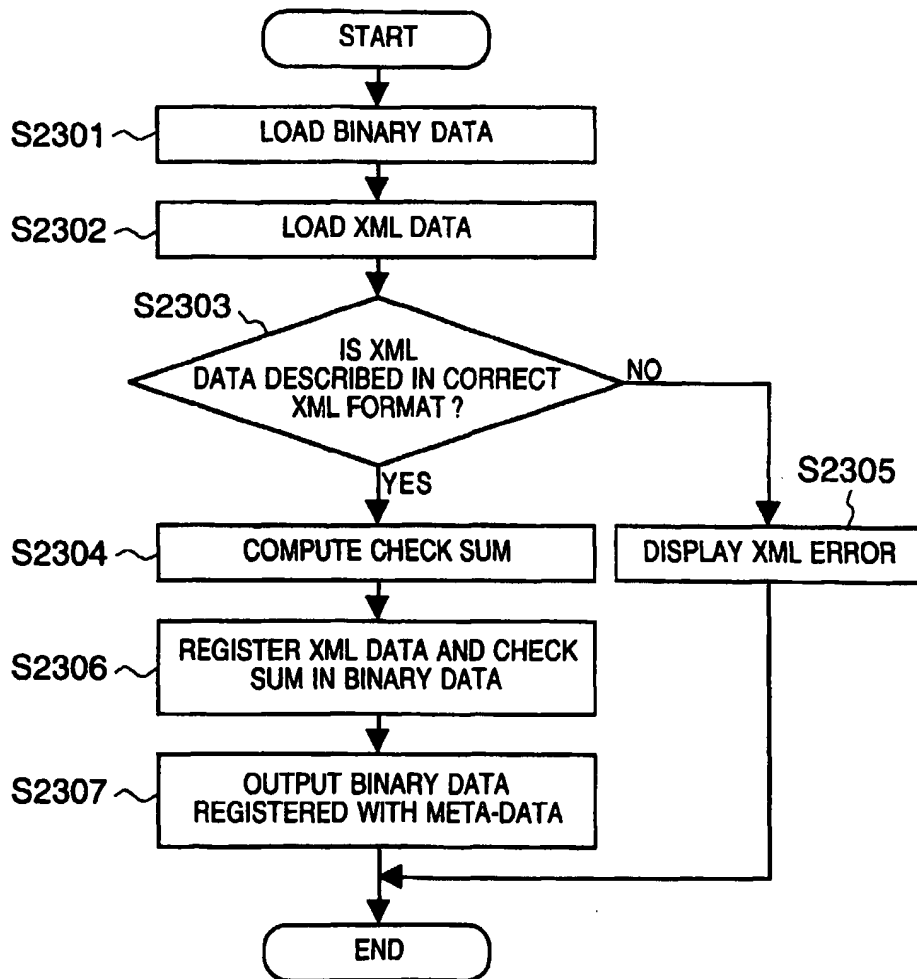 START
S2301
LOAD BINARY DATA
S2302
LOAD XML DATA
S2303
IS XML
DATA DESCRIBED IN CORRECT
XML FORMAT ?
NO
YES
S2305
S2304
COMPUTE CHECK SUM
DISPLAY XML ERROR
S2306
REGISTER XML DATA AND CHECK
SUM IN BINARY DATA
S2307
OUTPUT BINARY DATA
REGISTERED WITH META-DATA
END